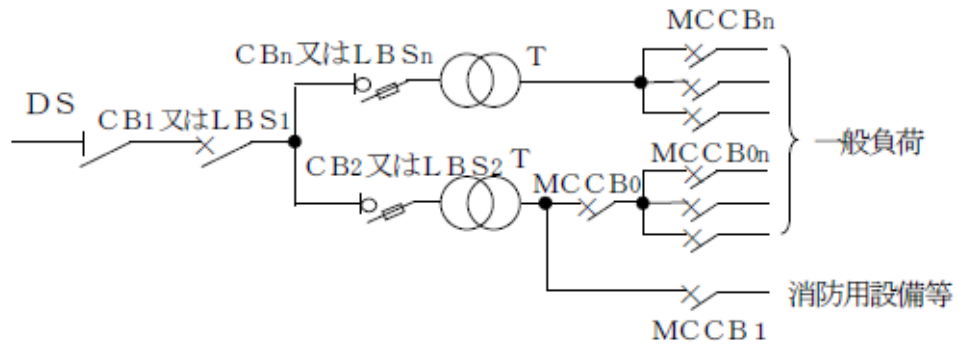 MCCBn
CBn又はLBSn
T
DS
CB1又はLBS1
一般負荷
CB2又はLBS2
T
MCCB0
MCCB0n
消防用設備等
MCCB1